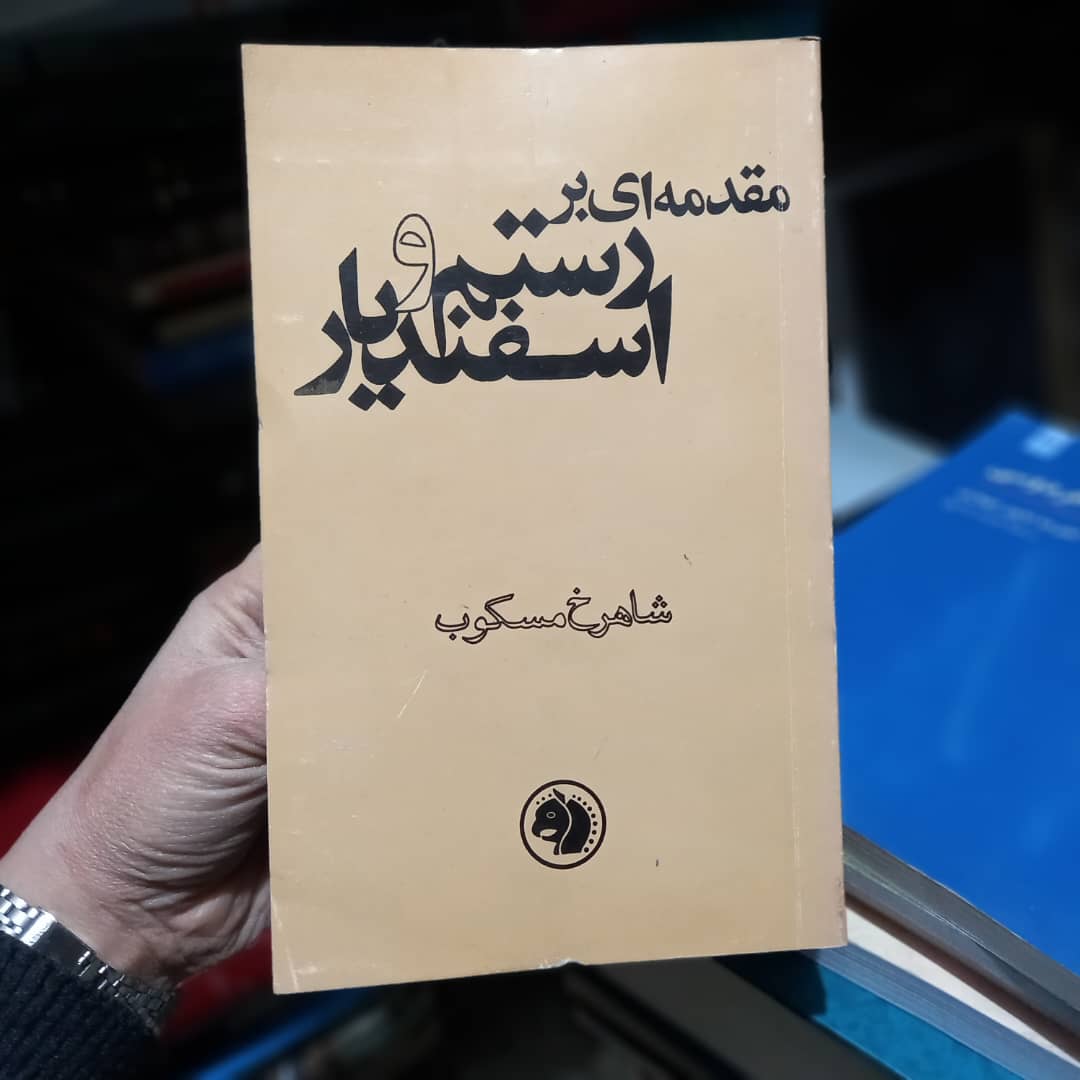 مقدمه‌ای بر
رستم و
اسفندیار
شاهرخ مسکوب